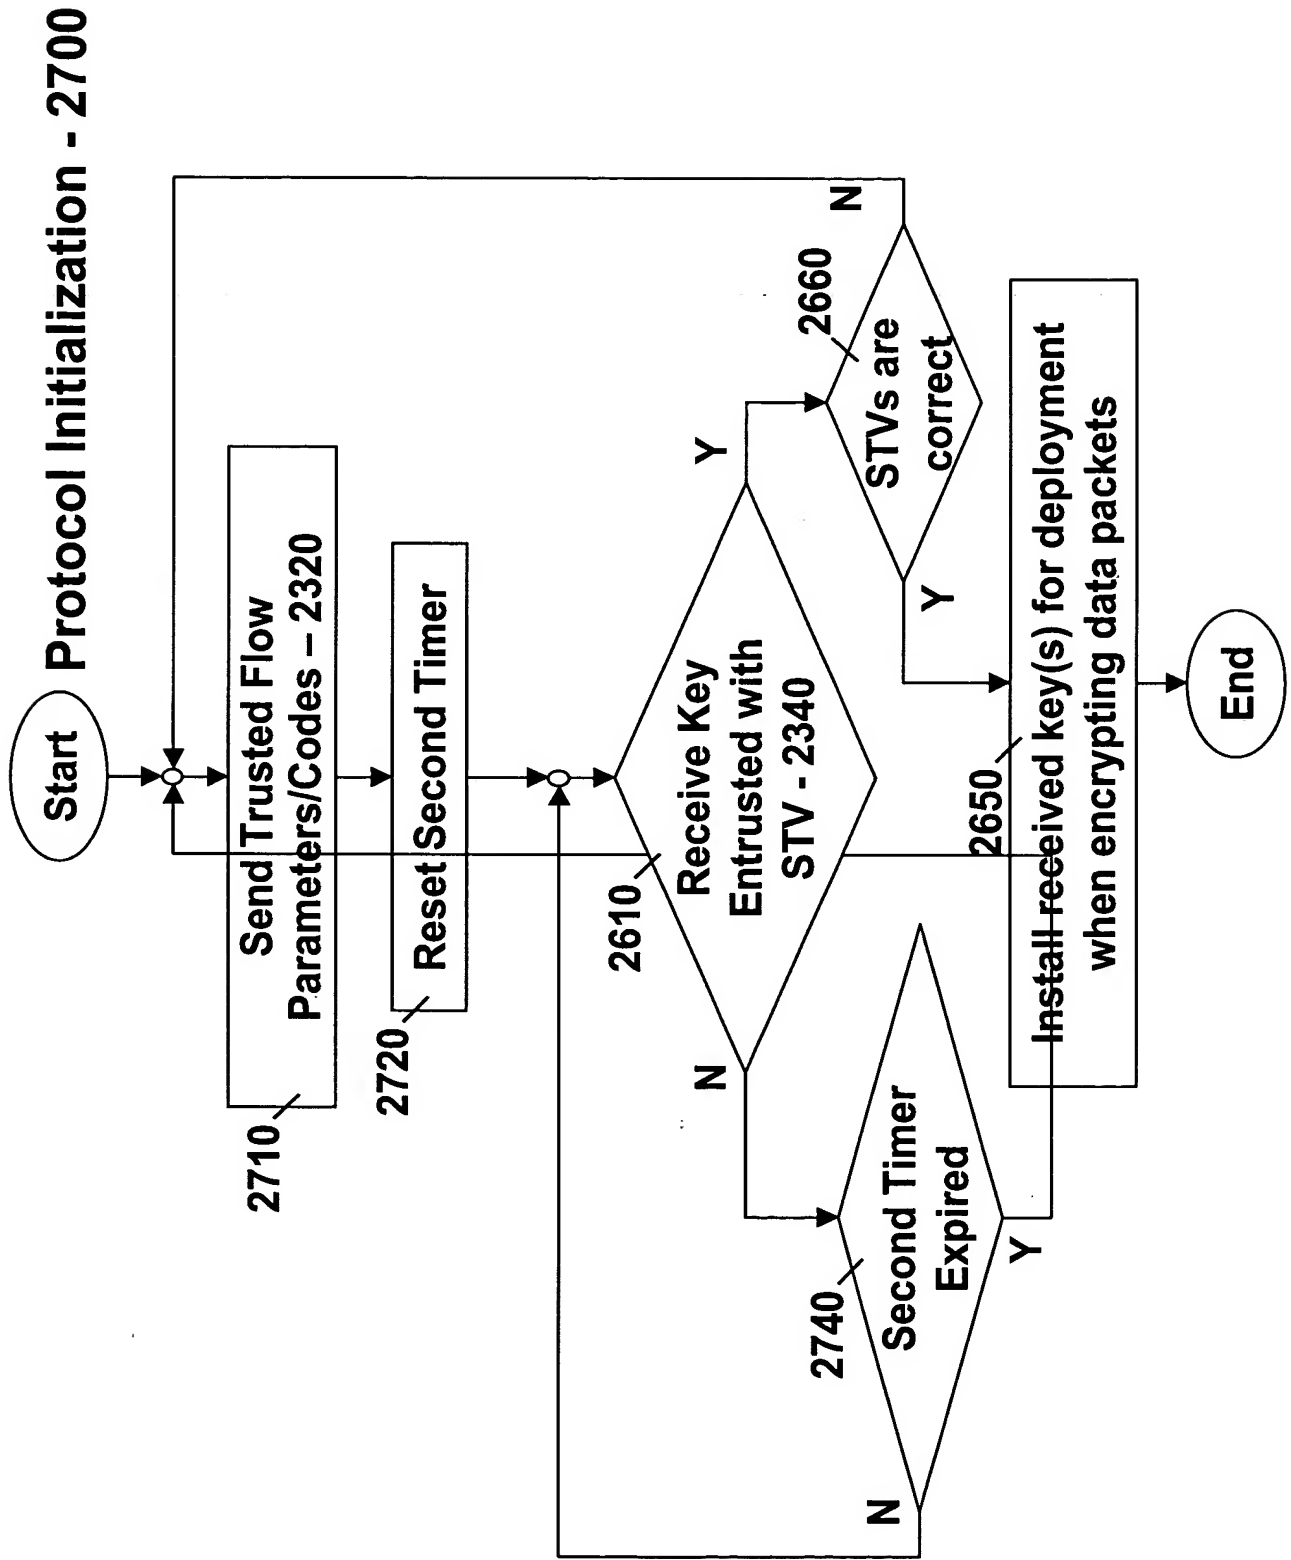 Protocol Initialization - 2700
Start
Send Trusted Flow
Parameters/Codes – 2320
2710
Reset Second Timer
2720
Receive Key
Entrusted with
STV - 2340
2610
N
Y
Second Timer
Expired
2740
N
Y
STVs are
correct
2660
N
Y
Install received key(s) for deployment
when encrypting data packets
2650
End